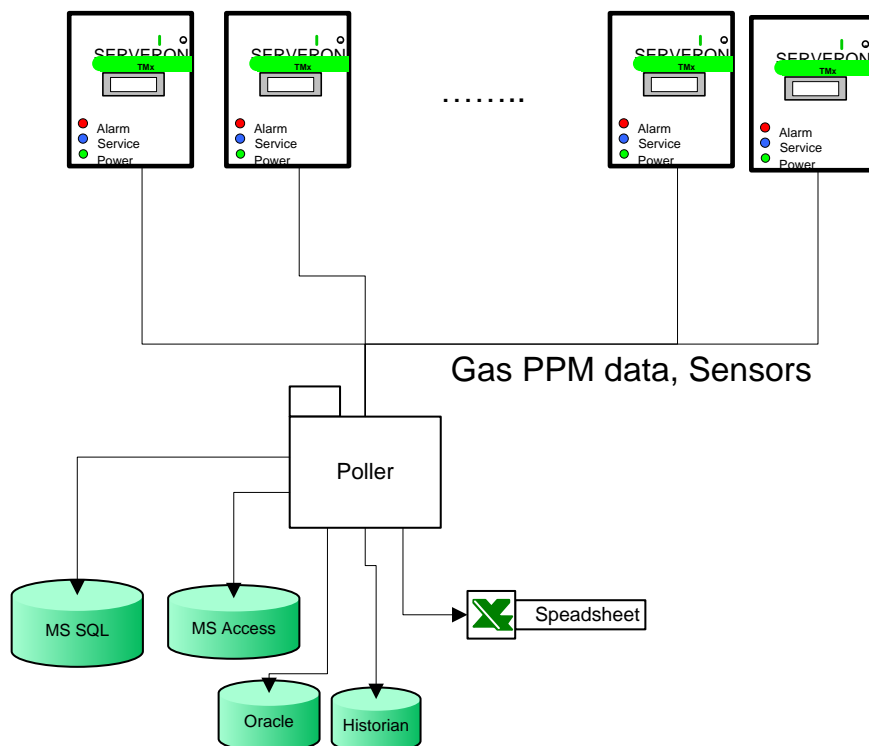 SERVERON
TMx
Alarm
Service
Power
SERVERON
TMx
Alarm
Service
Power
........
SERVERON
TMx
Alarm
Service
Power
SERVERON
TMx
Alarm
Service
Power
Gas PPM data, Sensors
Poller
MS SQL
MS Access
Speadsheet
Oracle
Historian